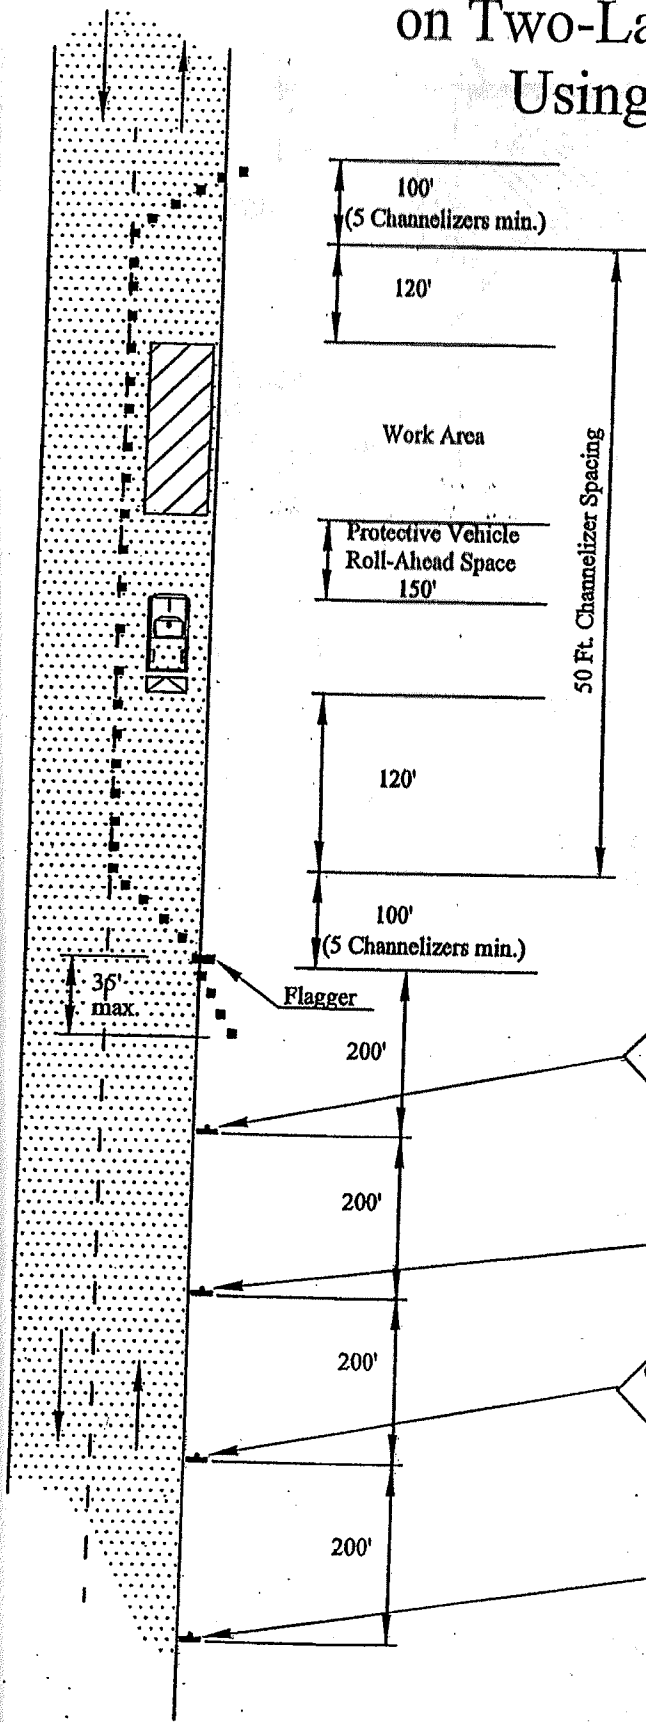 on Two-La
Using
100'
(5 Channelizers min.)
120'
Work Area
Protective Vehicle
Roll-Ahead Space
150'
50 Ft. Channelizer Spacing
120'
100'
(5 Channelizers min.)
36'
max.
Flagger
200'
200'
200'
200'